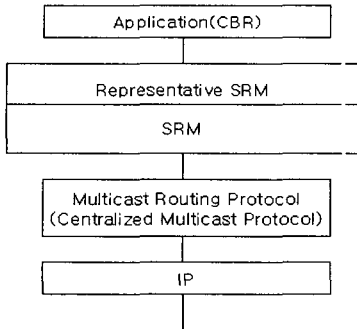 Application(CBR)
Representative SRM
SRM
Multicast Routing Protocol
(Centralized Multicast Protocol)
IP